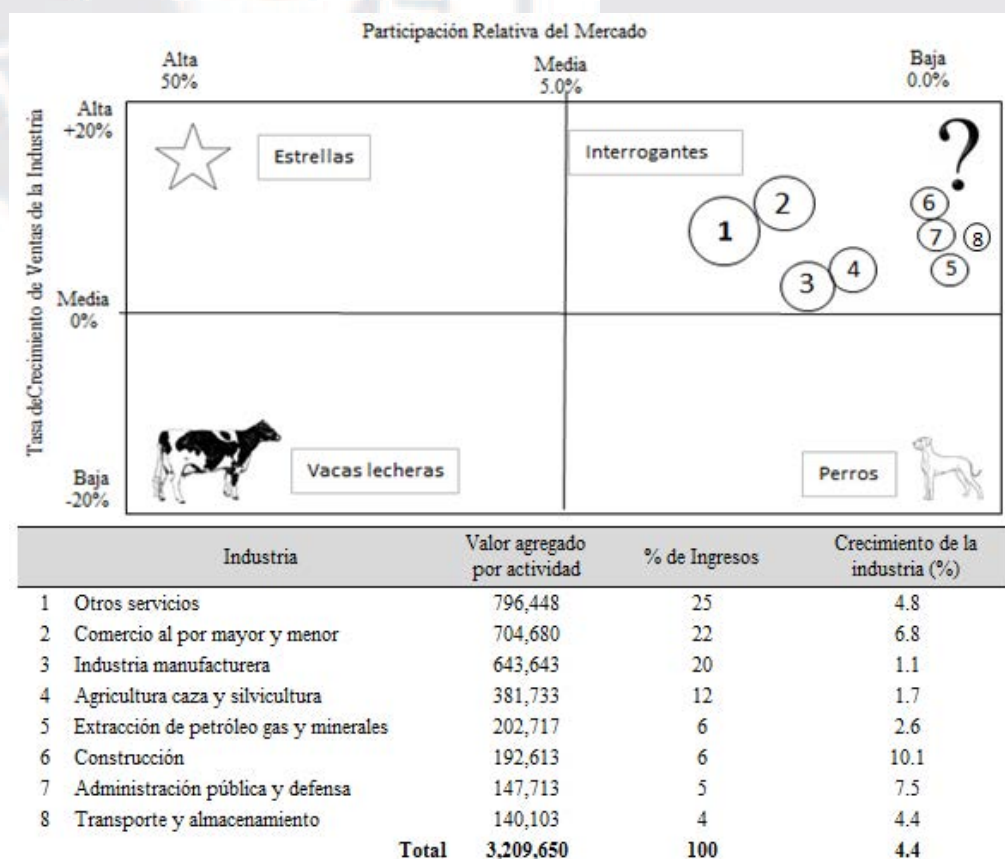 Participación Relativa del Mercado
Alta
50%
Media
5.0%
Baja
0.0%
Tasa deCrecimiento de Ventas de la Industria
Alta
+20%
Media
0%
Baja
-20%
Estrellas
Interrogantes
?
1
2
3
4
5
6
7
8
Vacas lecheras
Perros
Industria Valor agregado por actividad % de Ingresos Crecimiento de la industria (%)
1 Otros servicios 796,448 25 4.8
2 Comercio al por mayor y menor 704,680 22 6.8
3 Industria manufacturera 643,643 20 1.1
4 Agricultura caza y silvicultura 381,733 12 1.7
5 Extracción de petróleo gas y minerales 202,717 6 2.6
6 Construcción 192,613 6 10.1
7 Administración pública y defensa 147,713 5 7.5
8 Transporte y almacenamiento 140,103 4 4.4
Total 3,209,650 100 4.4